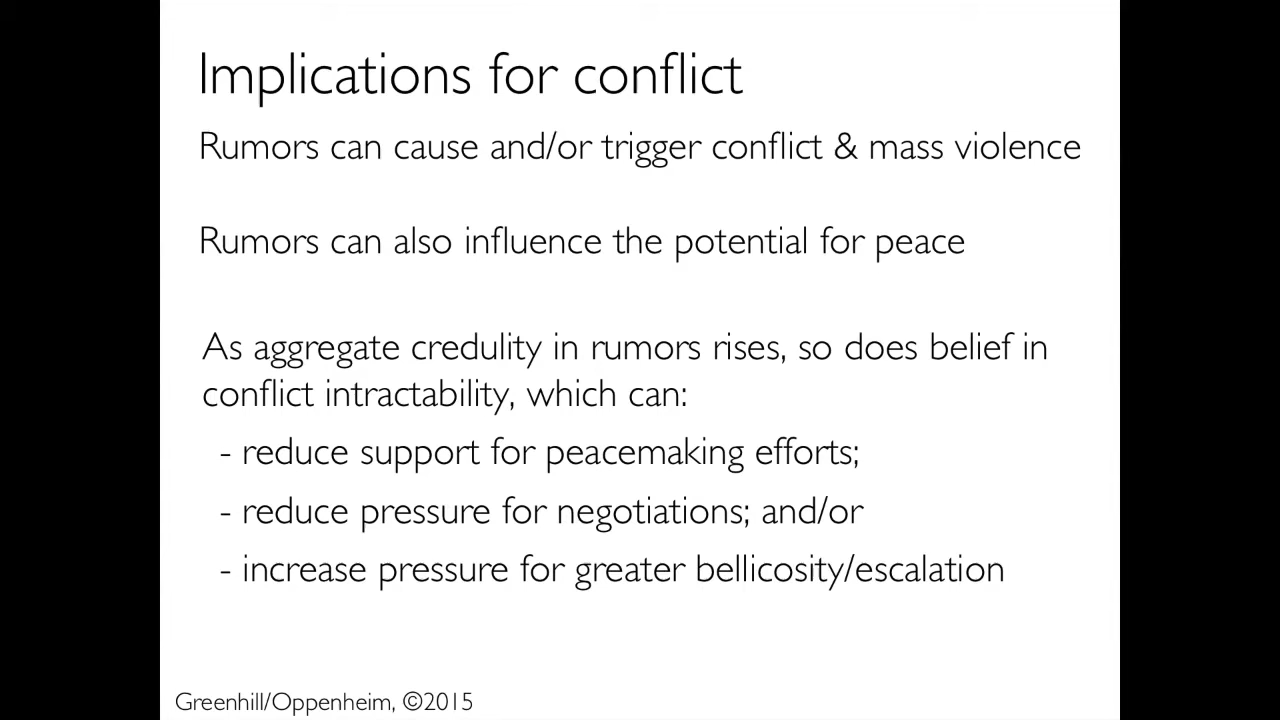 Implications for conflict
Rumors can cause and/or trigger conflict & mass violence
Rumors can also influence the potential for peace
As aggregate credulity in rumors rises, so does belief in
conflict intractability, which can:
- reduce support for peacemaking efforts;
- reduce pressure for negotiations; and/or
- increase pressure for greater bellicosity/escalation
Greenhill/Oppenheim, ©2015